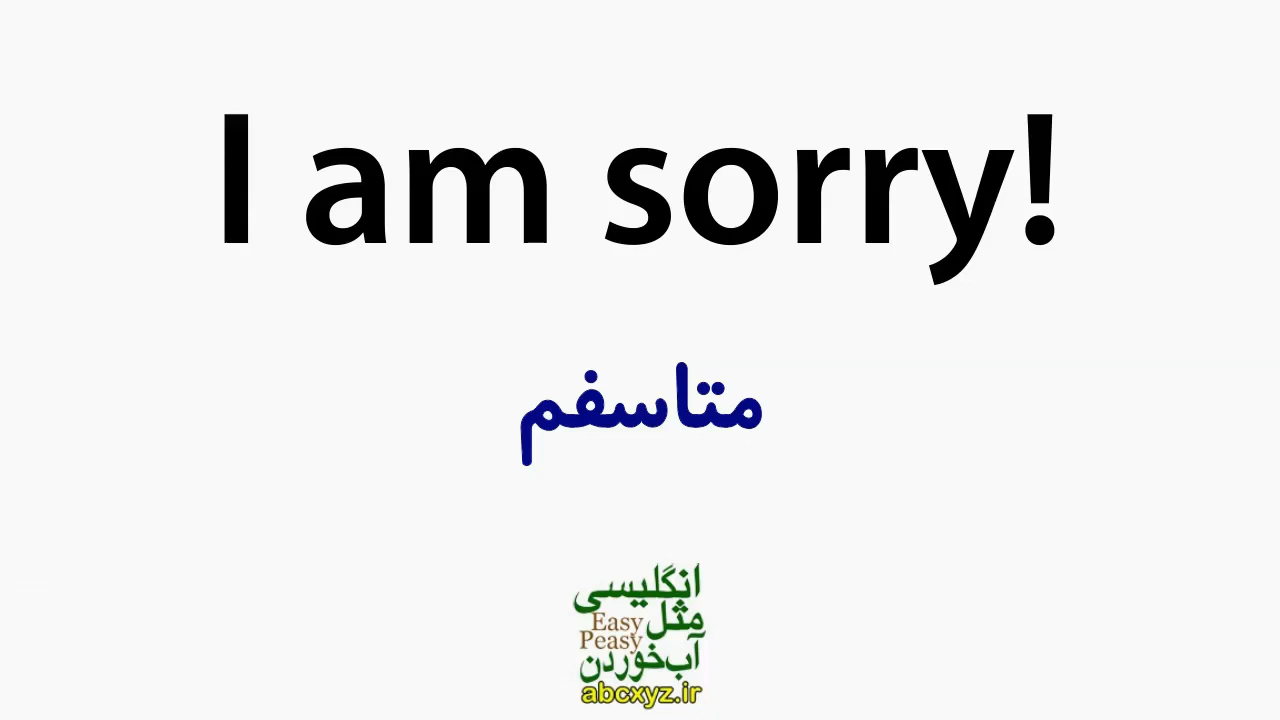 I am sorry!
متاسفم
انگلیسی
مثل Easy
Peasy
آب‌خوردن
abcxyz.ir